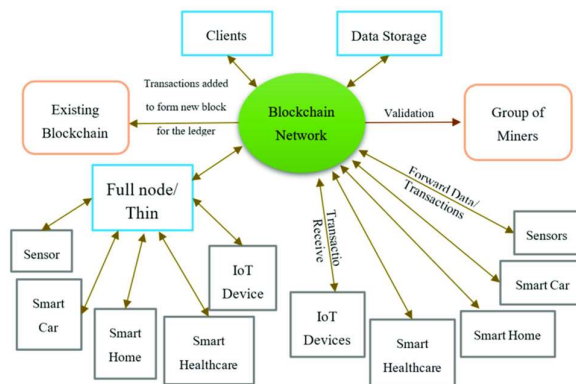 Clients
Data Storage
Transactions added
to form new block
for the ledger
Existing
Blockchain
Blockchain
Network
Validation
Group of
Miners
Full node/
Thin
Forward Data/
Transactions
Transactio
Receive
Sensor
Smart
Car
Smart
Home
Smart
Healthcare
IoT
Device
IoT
Devices
Smart
Healthcare
Smart Home
Smart Car
Sensors